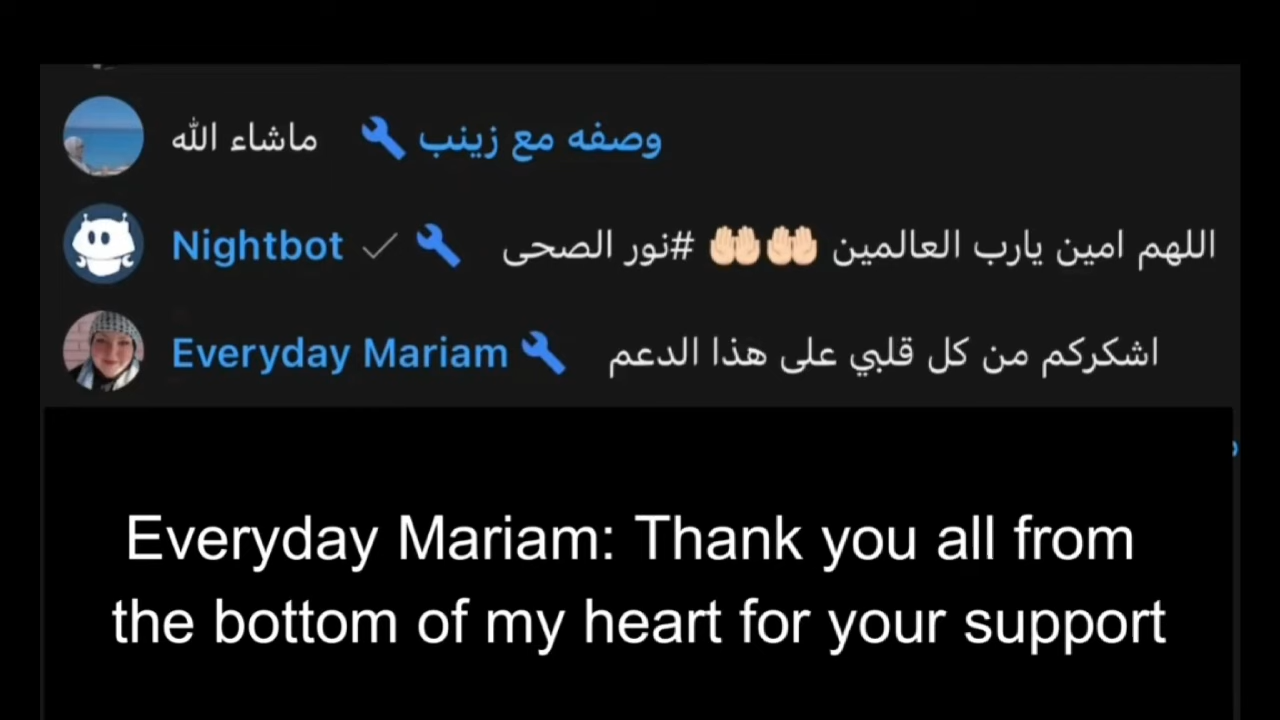 ماشاء الله وصفه مع زينب
Nightbot اللهم امين يارب العالمين 🤲🏻🤲🏻 #نور الصحى
Everyday Mariam اشكركم من كل قلبي على هذا الدعم
Everyday Mariam: Thank you all from
the bottom of my heart for your support